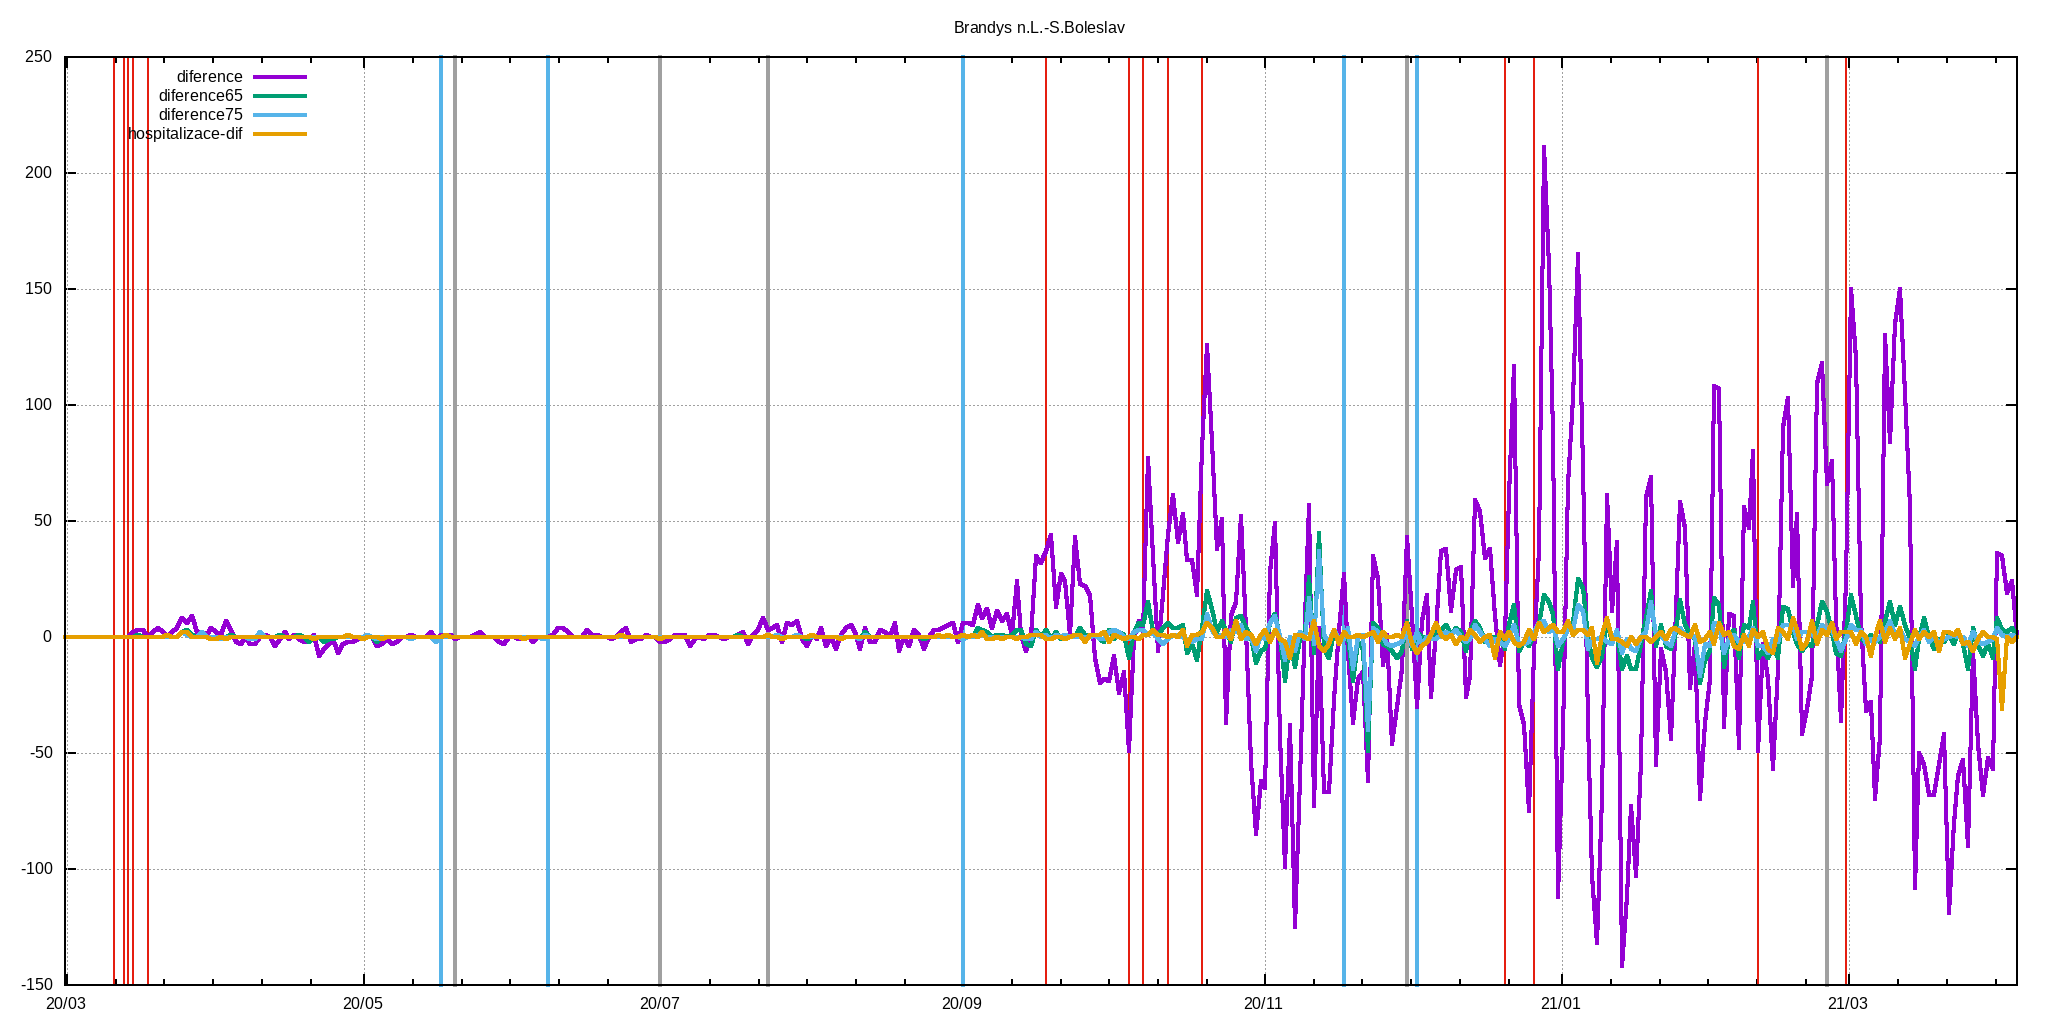 Brandys n.L.-S.Boleslav
250
200
150
100
50
0
-50
-100
-150
diference
diference65
diference75
hospitalizace-dif
20/03 20/05 20/07 20/09 20/11 21/01 21/03